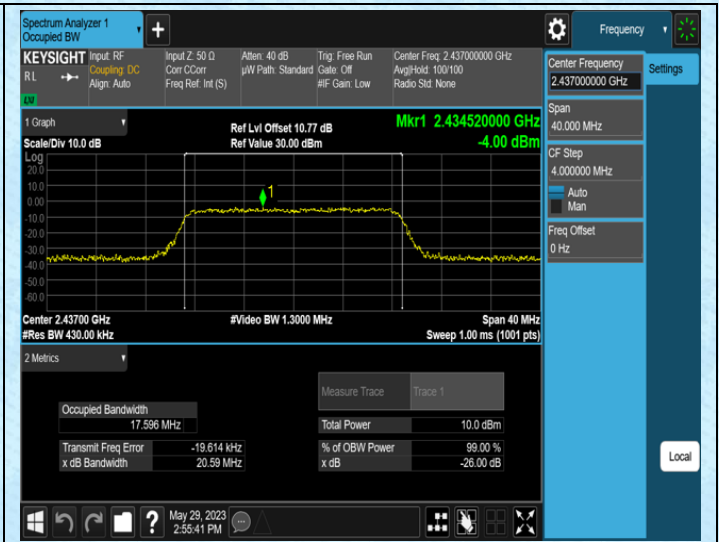 Spectrum Analyzer 1
Occupied BW
Frequency
KEYSIGHT
RL
Input: RF
Coupling: DC
Align: Auto
Input Z: 50 Ω
Corr CCorr
Freq Ref: Int (S)
Atten: 40 dB
µW Path: Standard
Trig: Free Run
Gate: Off
#IF Gain: Low
Center Freq: 2.437000000 GHz
Avg|Hold: 100/100
Radio Std: None
LXI
1 Graph
Scale/Div 10.0 dB
Ref Lvl Offset 10.77 dB
Ref Value 30.00 dBm
Mkr1 2.434520000 GHz
-4.00 dBm
Log
20.0
10.0
0.00
-10.0
-20.0
-30.0
-40.0
-50.0
-60.0
1
Center 2.43700 GHz
#Res BW 430.00 kHz
#Video BW 1.3000 MHz
Span 40 MHz
Sweep 1.00 ms (1001 pts)
2 Metrics
Measure Trace
Trace 1
Occupied Bandwidth
17.596 MHz
Total Power
10.0 dBm
Transmit Freq Error
-19.614 kHz
% of OBW Power
99.00 %
x dB Bandwidth
20.59 MHz
x dB
-26.00 dB
Center Frequency
2.437000000 GHz
Settings
Span
40.000 MHz
CF Step
4.000000 MHz
Auto
Man
Freq Offset
0 Hz
Local
?
May 29, 2023
2:55:41 PM